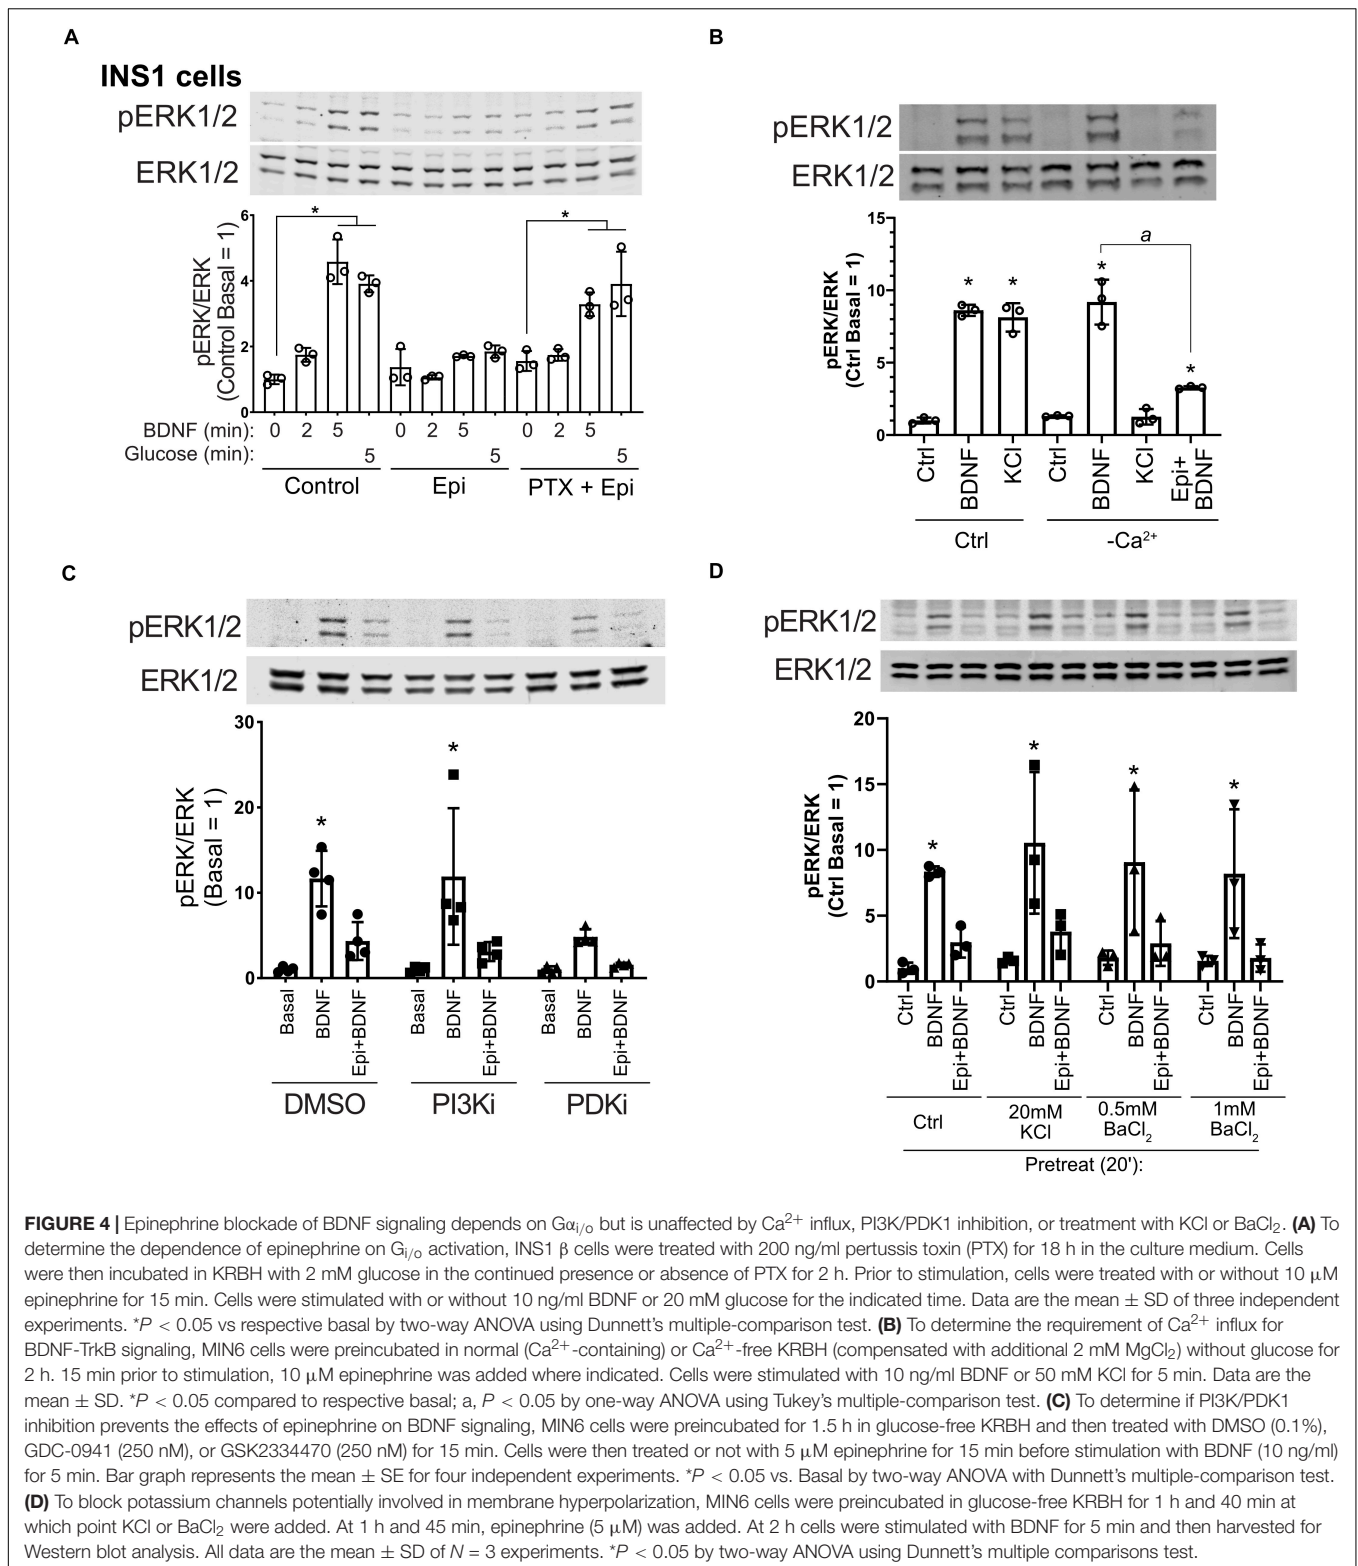 A
INS1 cells
pERK1/2
ERK1/2
pERK/ERK
(Control Basal = 1)
6
4
2
0
*
*
BDNF (min): 0 2 5 0 2 5 0 2 5
Glucose (min): 5 5 5
Control Epi PTX + Epi
B
pERK1/2
ERK1/2
pERK/ERK
(Ctrl Basal = 1)
15
10
5
0
* * * a *
Ctrl BDNF KCl Ctrl BDNF KCl Epi+ BDNF
Ctrl -Ca²⁺
C
pERK1/2
ERK1/2
pERK/ERK
(Basal = 1)
30
20
10
0
* *
Basal BDNF Epi+BDNF Basal BDNF Epi+BDNF Basal BDNF Epi+BDNF
DMSO PI3Ki PDKi
D
pERK1/2
ERK1/2
pERK/ERK
(Ctrl Basal = 1)
20
15
10
5
0
* * * *
Ctrl BDNF Epi+BDNF Ctrl BDNF Epi+BDNF Ctrl BDNF Epi+BDNF Ctrl BDNF Epi+BDNF
Ctrl 20mM KCl 0.5mM BaCl₂ 1mM BaCl₂
Pretreat (20'):
FIGURE 4 | Epinephrine blockade of BDNF signaling depends on Gαi/o but is unaffected by Ca²⁺ influx, PI3K/PDK1 inhibition, or treatment with KCl or BaCl₂. (A) To
determine the dependence of epinephrine on Gi/o activation, INS1 β cells were treated with 200 ng/ml pertussis toxin (PTX) for 18 h in the culture medium. Cells
were then incubated in KRBH with 2 mM glucose in the continued presence or absence of PTX for 2 h. Prior to stimulation, cells were treated with or without 10 μM
epinephrine for 15 min. Cells were stimulated with or without 10 ng/ml BDNF or 20 mM glucose for the indicated time. Data are the mean ± SD of three independent
experiments. *P < 0.05 vs respective basal by two-way ANOVA using Dunnett's multiple-comparison test. (B) To determine the requirement of Ca²⁺ influx for
BDNF-TrkB signaling, MIN6 cells were preincubated in normal (Ca²⁺-containing) or Ca²⁺-free KRBH (compensated with additional 2 mM MgCl₂) without glucose for
2 h. 15 min prior to stimulation, 10 μM epinephrine was added where indicated. Cells were stimulated with 10 ng/ml BDNF or 50 mM KCl for 5 min. Data are the
mean ± SD. *P < 0.05 compared to respective basal; a, P < 0.05 by one-way ANOVA using Tukey's multiple-comparison test. (C) To determine if PI3K/PDK1
inhibition prevents the effects of epinephrine on BDNF signaling, MIN6 cells were preincubated for 1.5 h in glucose-free KRBH and then treated with DMSO (0.1%),
GDC-0941 (250 nM), or GSK2334470 (250 nM) for 15 min. Cells were then treated or not with 5 μM epinephrine for 15 min before stimulation with BDNF (10 ng/ml)
for 5 min. Bar graph represents the mean ± SE for four independent experiments. *P < 0.05 vs. Basal by two-way ANOVA with Dunnett's multiple-comparison test.
(D) To block potassium channels potentially involved in membrane hyperpolarization, MIN6 cells were preincubated in glucose-free KRBH for 1 h and 40 min at
which point KCl or BaCl₂ were added. At 1 h and 45 min, epinephrine (5 μM) was added. At 2 h cells were stimulated with BDNF for 5 min and then harvested for
Western blot analysis. All data are the mean ± SD of N = 3 experiments. *P < 0.05 by two-way ANOVA using Dunnett's multiple comparisons test.